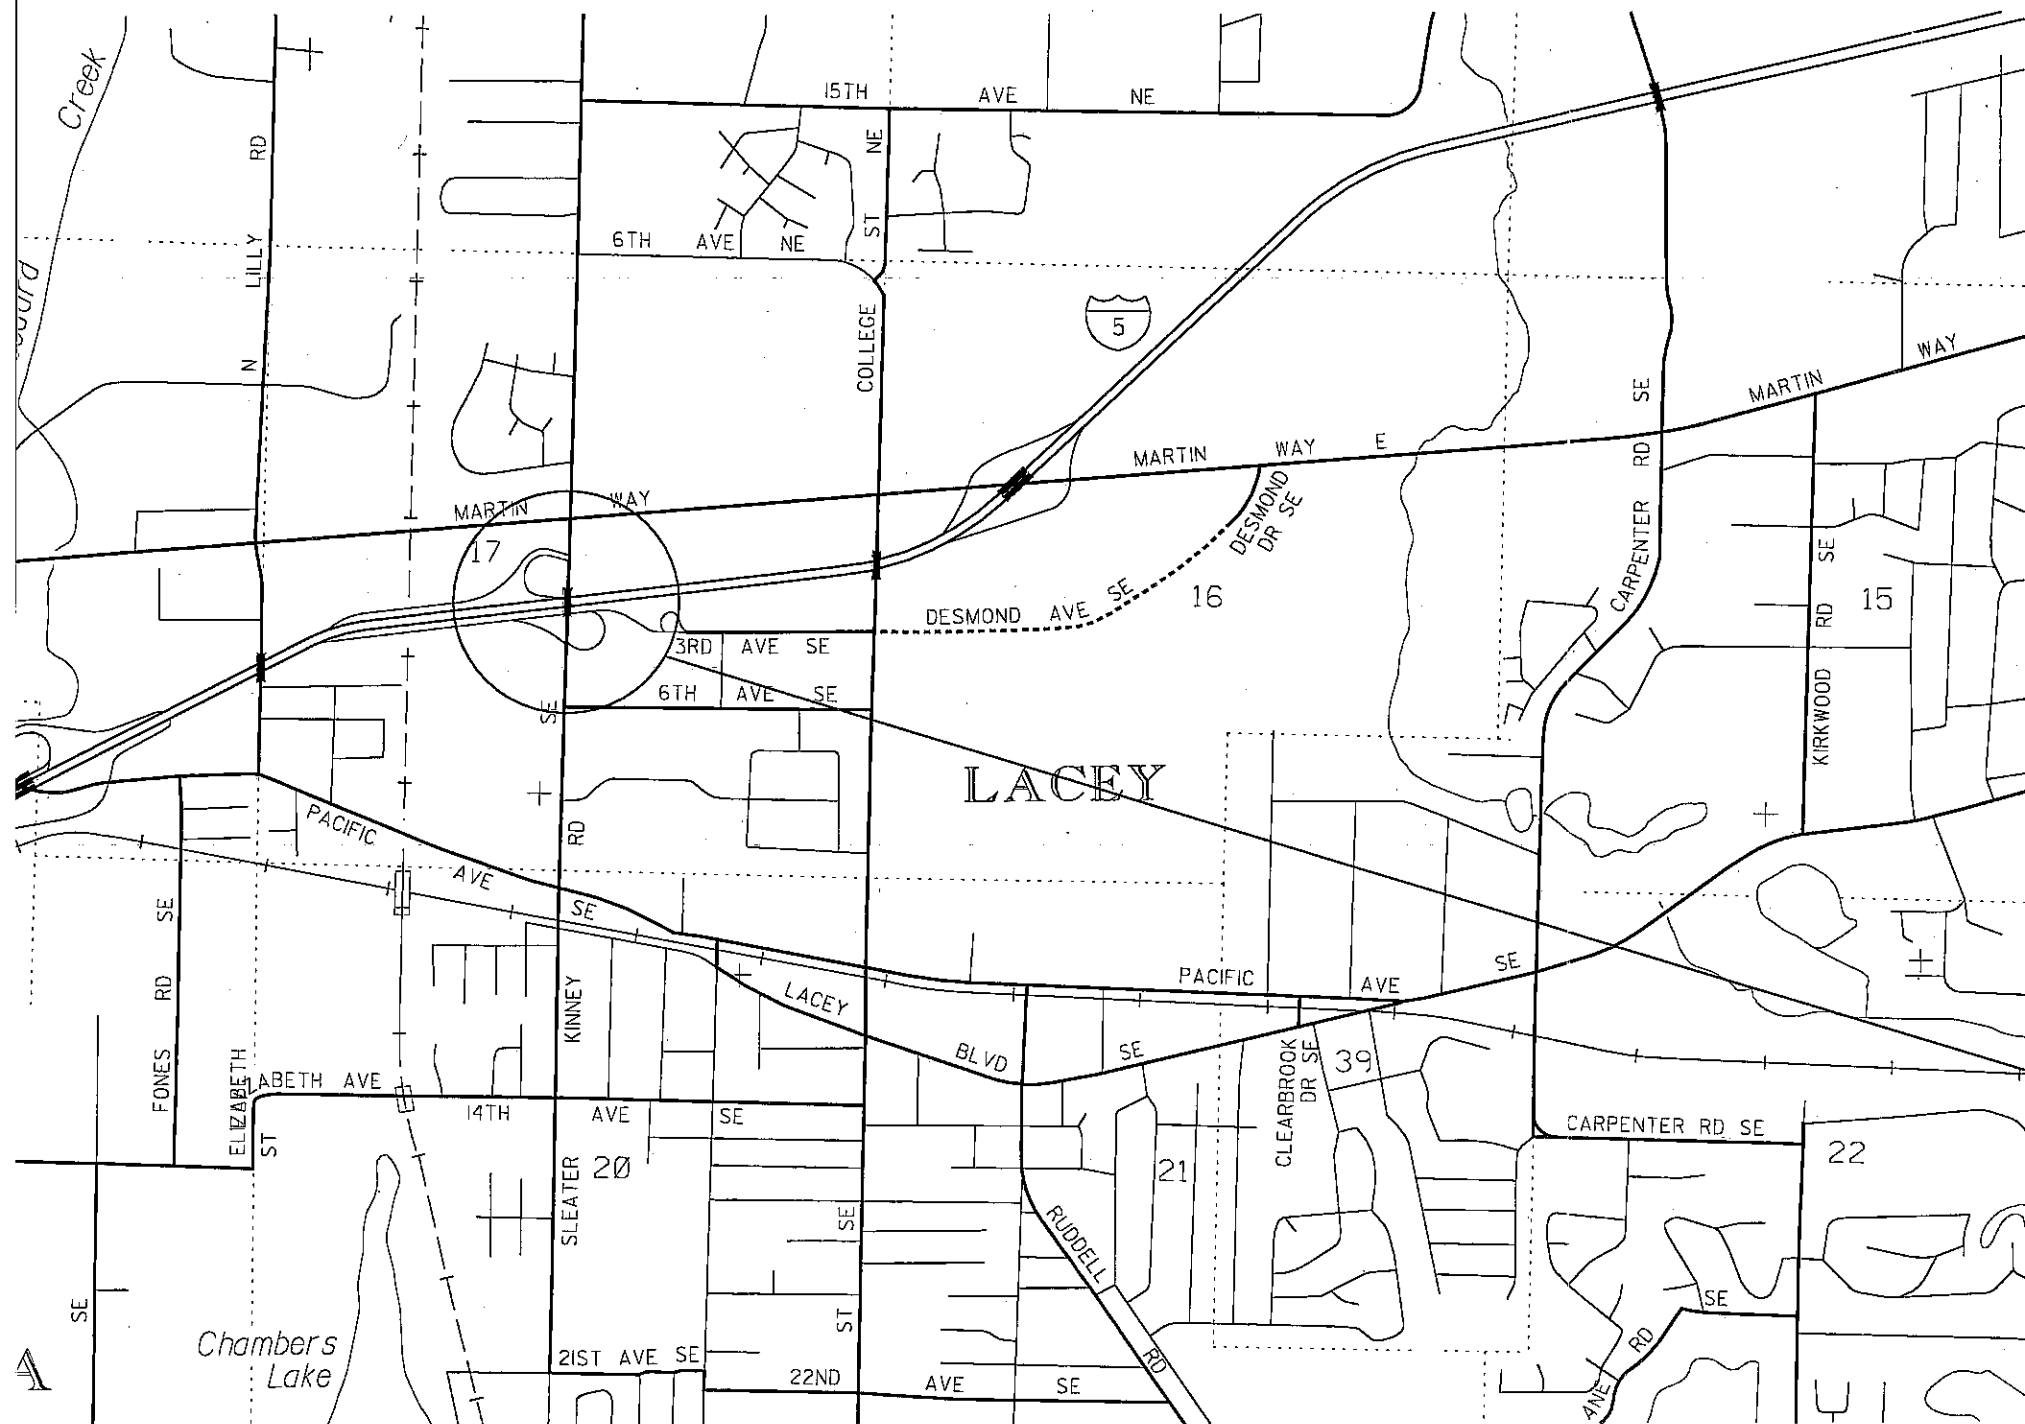 Creek
N LILLY RD
15TH AVE NE
6TH AVE NE
COLLEGE ST NE
5
MARTIN WAY
MARTIN WAY E
MARTIN WAY
17
DESMOND DR SE
DESMOND AVE SE
16
3RD AVE SE
6TH AVE SE
CARPENTER RD SE
KIRKWOOD RD SE
15
LACEY
PACIFIC AVE SE
SE
RD
KINNEY
SLEATER
FONES RD SE
LACEY BLVD SE
PACIFIC AVE SE
ELIZABETH ST
ABETH AVE
14TH AVE SE
20
21
CLEARBROOK DR SE
39
CARPENTER RD SE
22
RUDDELL RD
SE
ST
SE
Chambers
Lake
21ST AVE SE
22ND AVE SE
ANE RD SE
A